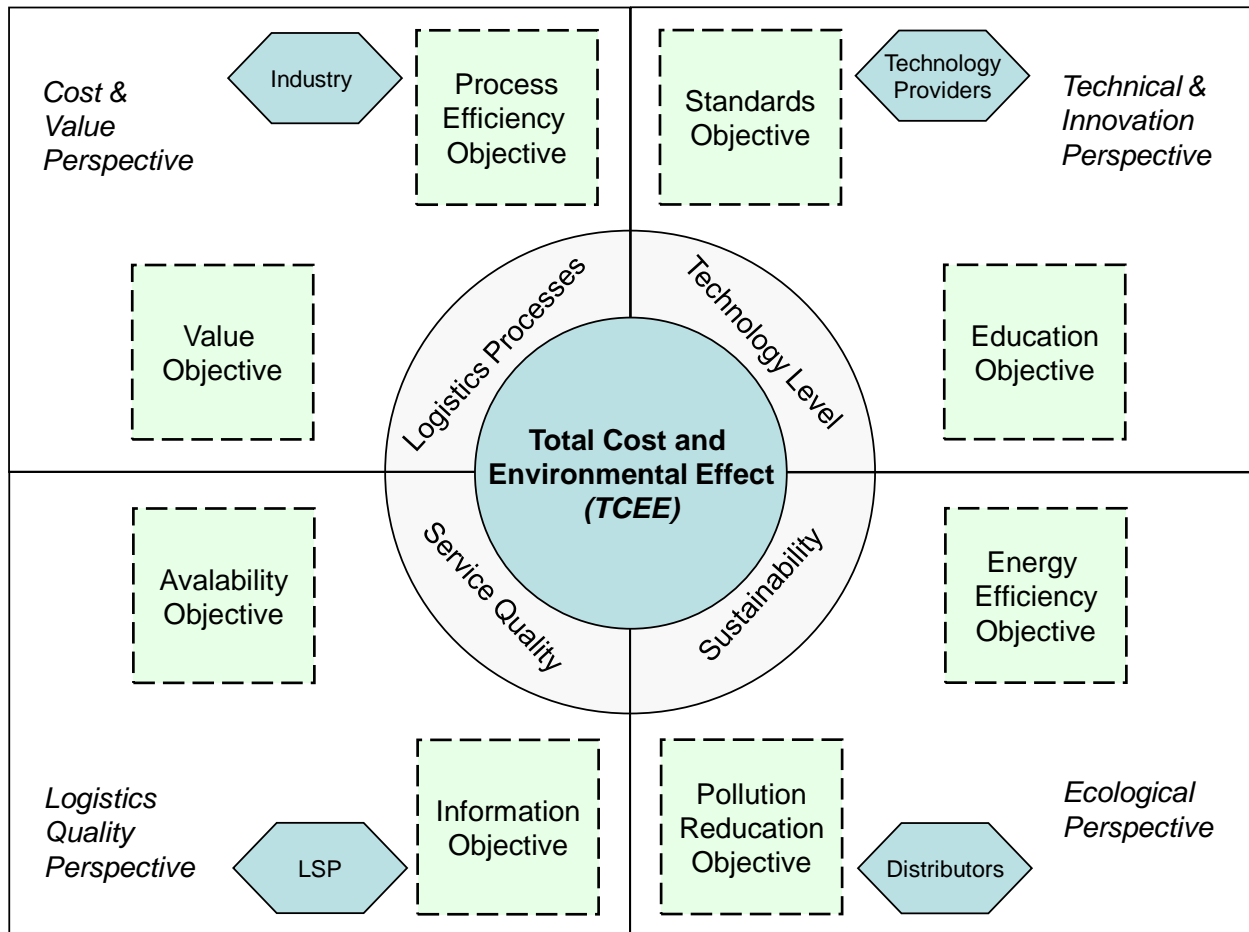 Cost &
Value
Perspective
Industry
Process
Efficiency
Objective
Value
Objective
Logistics Processes
Standards
Objective
Technology
Providers
Technical &
Innovation
Perspective
Education
Objective
Technology Level
Total Cost and
Environmental Effect
(TCEE)
Avalability
Objective
Service Quality
Logistics
Quality
Perspective
LSP
Information
Objective
Sustainability
Energy
Efficiency
Objective
Pollution
Reducation
Objective
Distributors
Ecological
Perspective